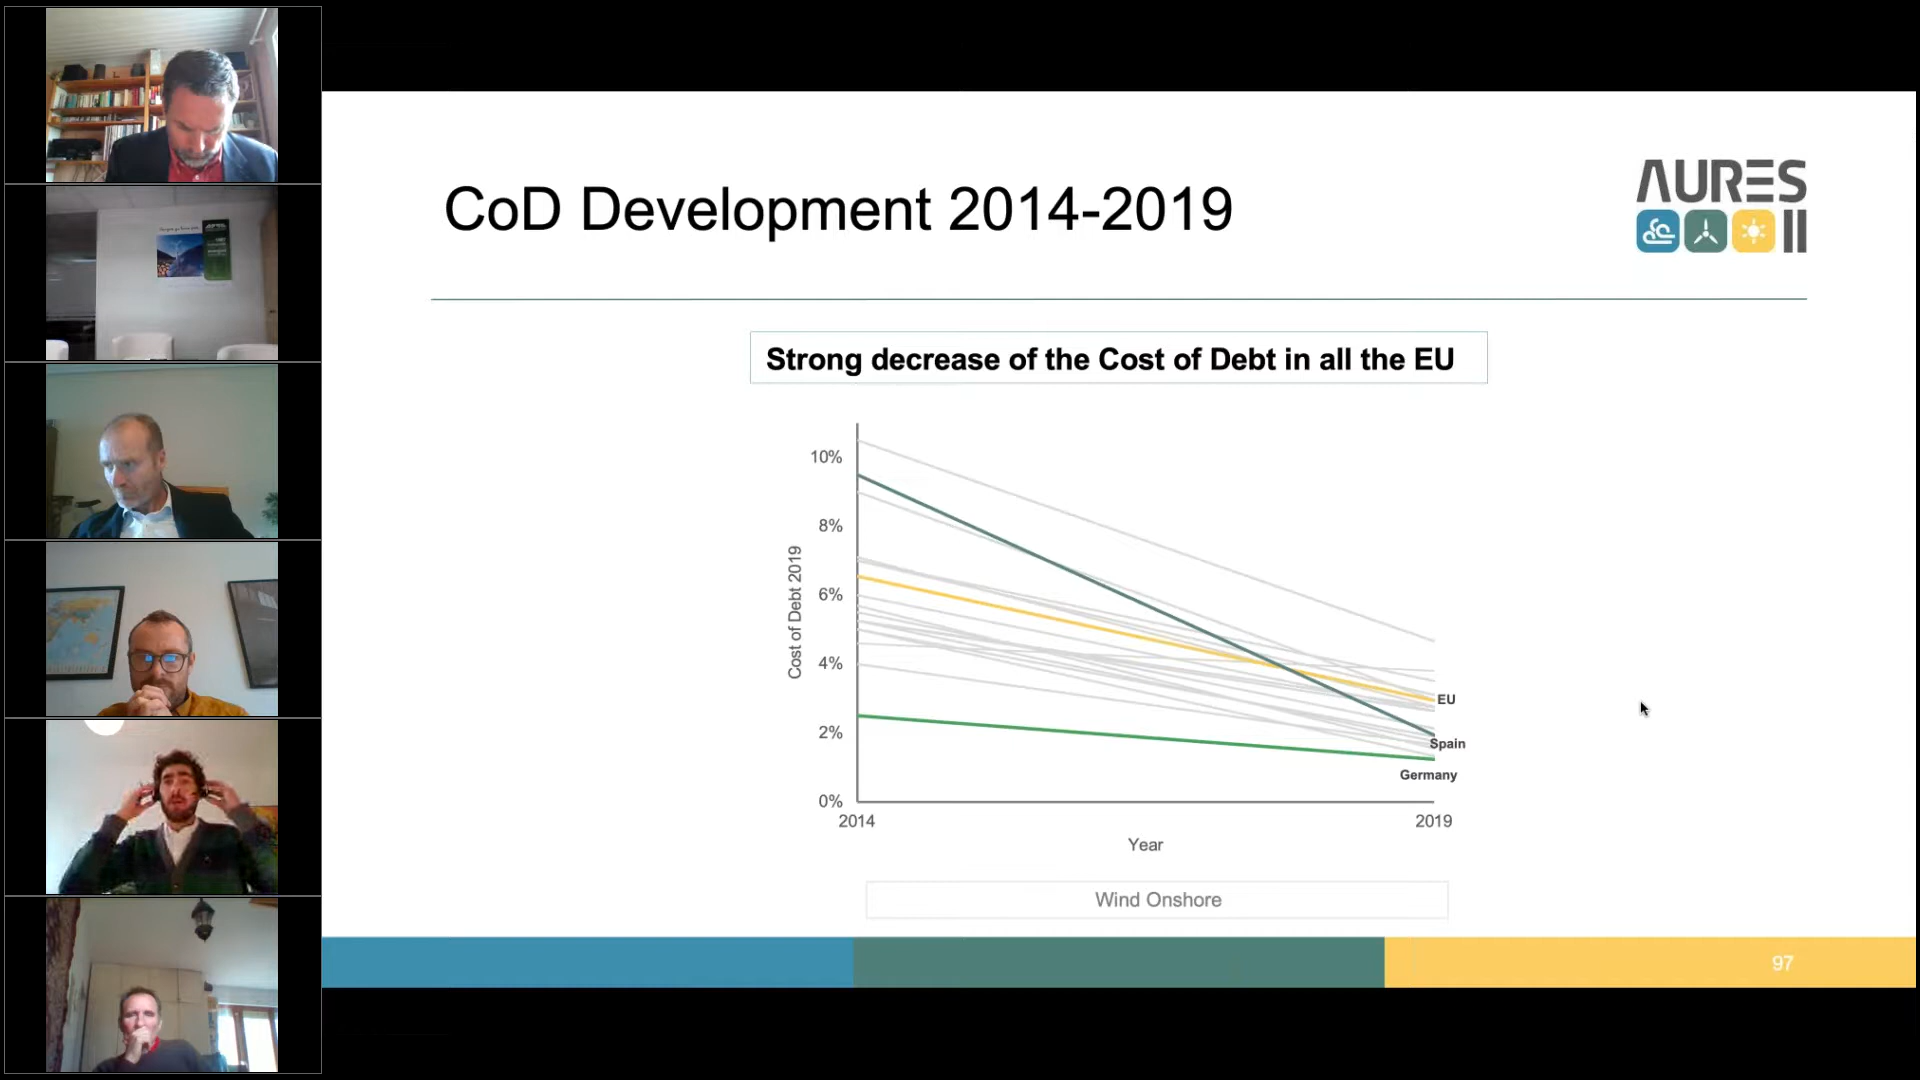 CoD Development 2014-2019
AURES
II
Strong decrease of the Cost of Debt in all the EU
10%
8%
6%
4%
2%
0%
Cost of Debt 2019
2014
2019
Year
EU
Spain
Germany
Wind Onshore
97